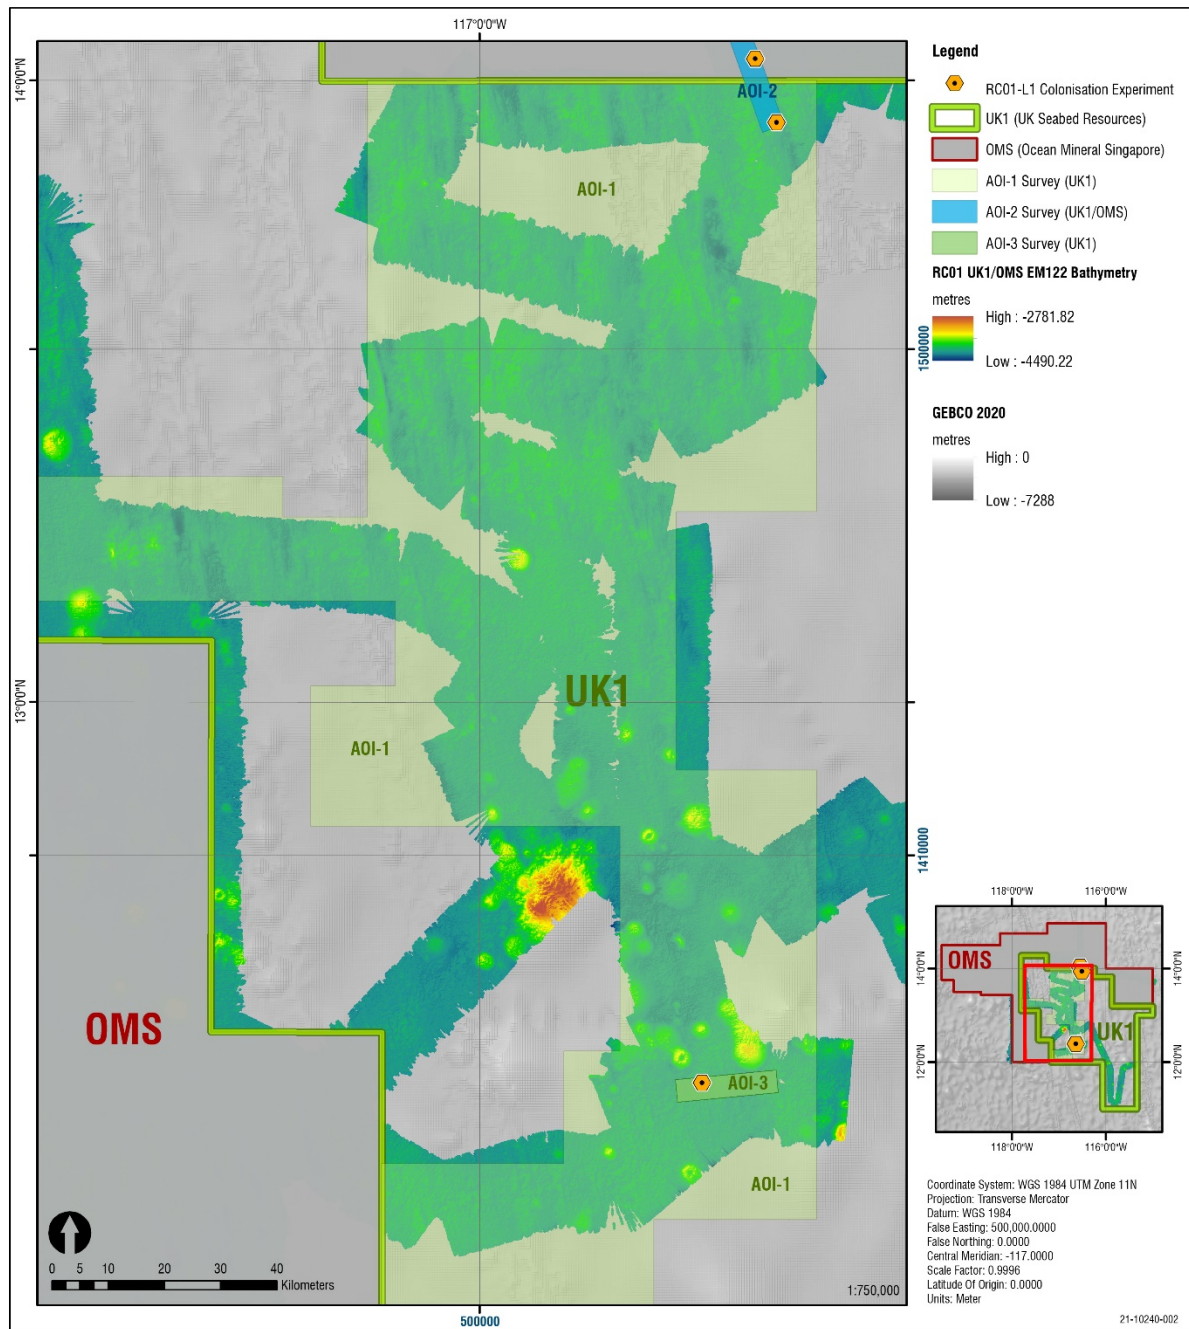 117°0'0"W
14°0'0"N
AOI-2
AOI-1
1500000
UK1
13°0'0"N
AOI-1
1410000
OMS
AOI-3
AOI-1
0 5 10 20 30 40
Kilometers
1:750,000
500000
Legend
RC01-L1 Colonisation Experiment
UK1 (UK Seabed Resources)
OMS (Ocean Mineral Singapore)
AOI-1 Survey (UK1)
AOI-2 Survey (UK1/OMS)
AOI-3 Survey (UK1)
RC01 UK1/OMS EM122 Bathymetry
metres
High : -2781.82
Low : -4490.22
GEBCO 2020
metres
High : 0
Low : -7288
118°0'0"W 116°0'0"W
OMS
14°0'0"N 14°0'0"N
UK1
12°0'0"N 12°0'0"N
118°0'0"W 116°0'0"W
Coordinate System: WGS 1984 UTM Zone 11N
Projection: Transverse Mercator
Datum: WGS 1984
False Easting: 500,000.0000
False Northing: 0.0000
Central Meridian: -117.0000
Scale Factor: 0.9996
Latitude Of Origin: 0.0000
Units: Meter
21-10240-002